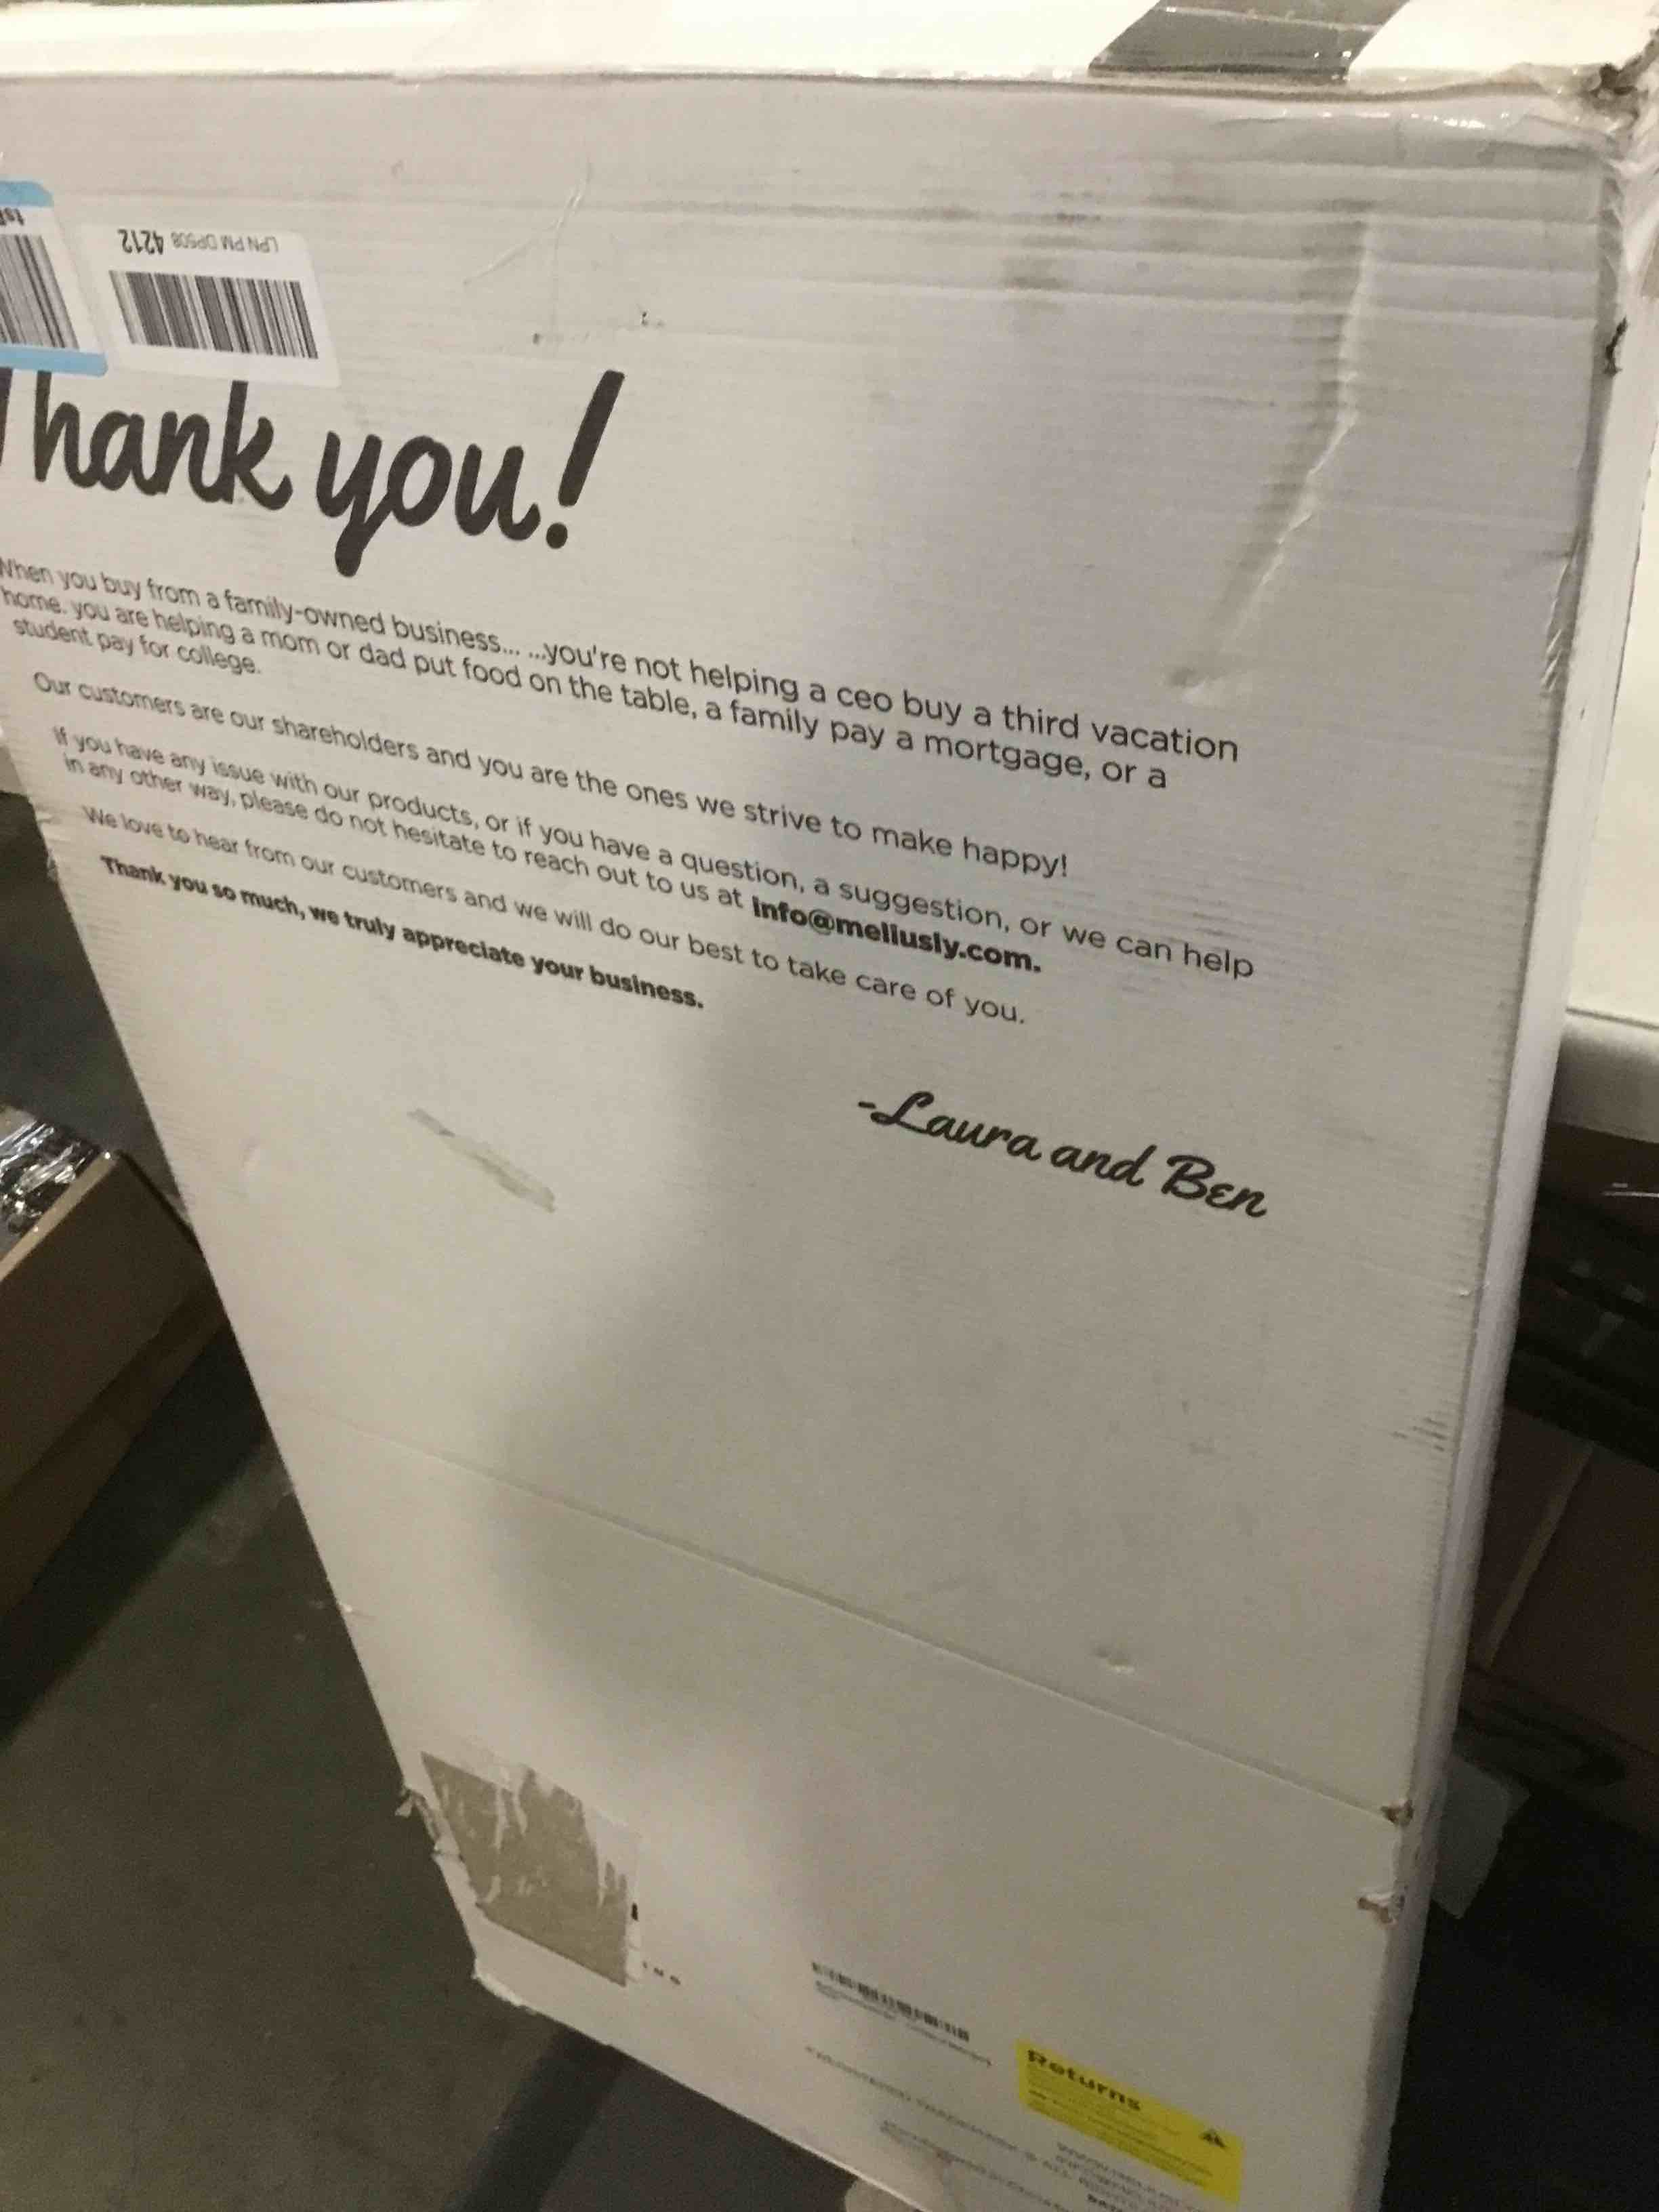 LPN PM DP508 4212
Thank you!
When you buy from a family-owned business... ...you're not helping a ceo buy a third vacation
home. you are helping a mom or dad put food on the table, a family pay a mortgage, or a
student pay for college.
Our customers are our shareholders and you are the ones we strive to make happy!
If you have any issue with our products, or if you have a question, a suggestion, or we can help
in any other way, please do not hesitate to reach out to us at info@mellusly.com.
We love to hear from our customers and we will do our best to take care of you.
Thank you so much, we truly appreciate your business.
-Laura and Ben
Returns